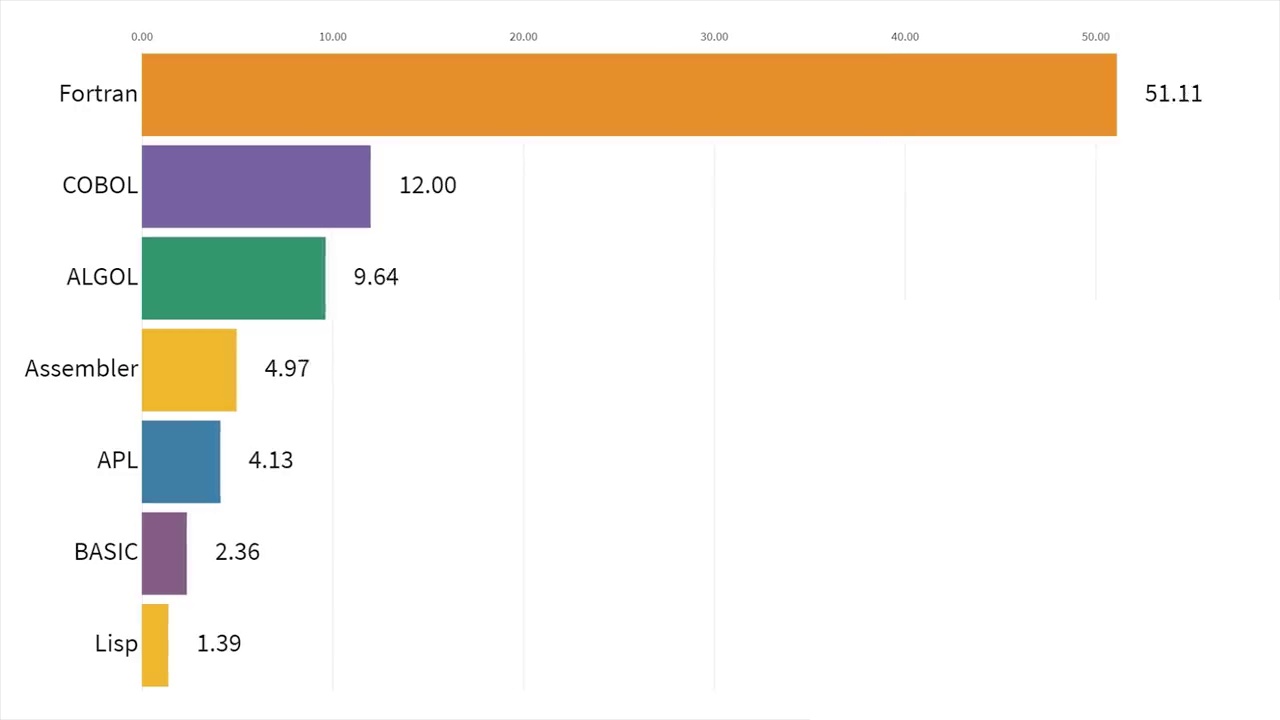 0.00 10.00 20.00 30.00 40.00 50.00
Fortran 51.11
COBOL 12.00
ALGOL 9.64
Assembler 4.97
APL 4.13
BASIC 2.36
Lisp 1.39